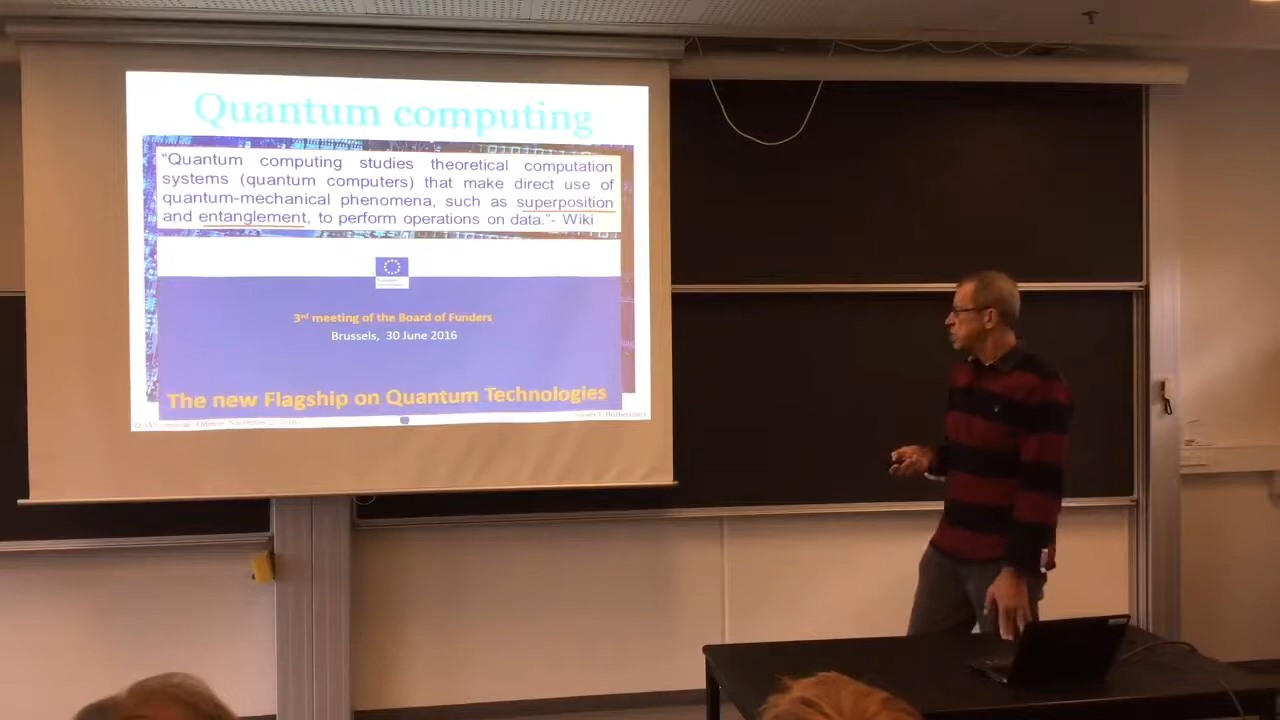 Quantum computing
“Quantum computing studies theoretical computation
systems (quantum computers) that make direct use of
quantum-mechanical phenomena, such as superposition
and entanglement, to perform operations on data.”- Wiki
3rd meeting of the Board of Funders
Brussels, 30 June 2016
The new Flagship on Quantum Technologies